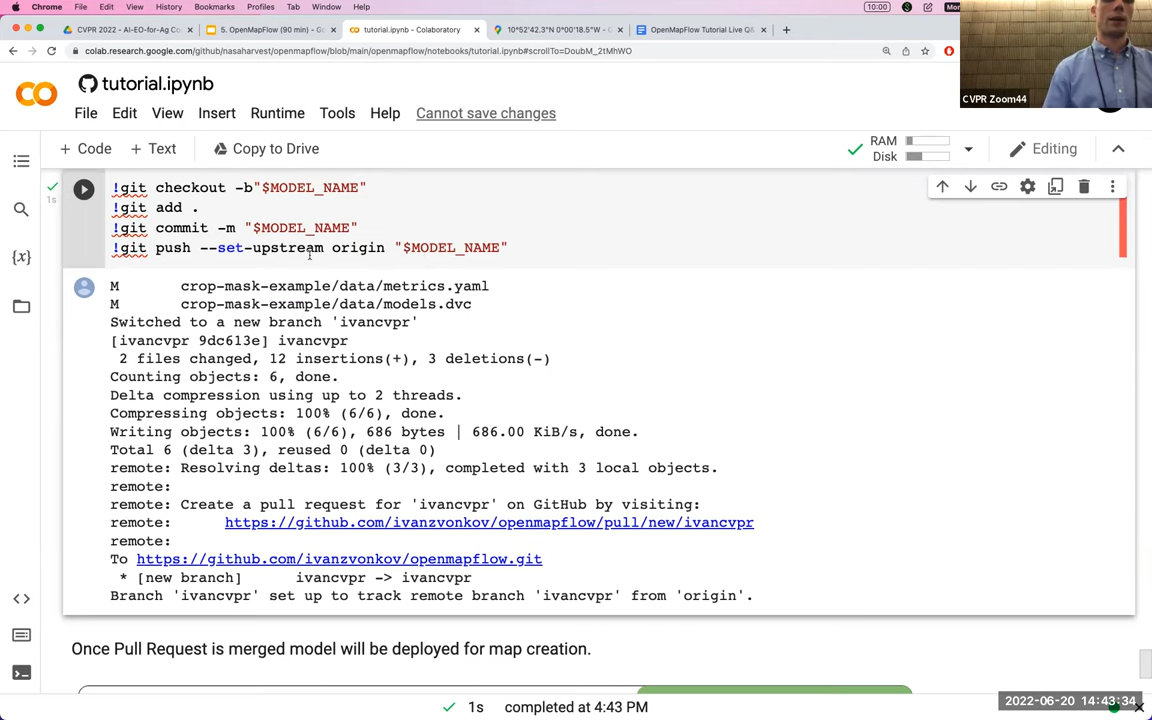 Chrome File Edit View History Bookmarks Profiles Tab Window Help 10:00
CVPR 2022 - AI-EO-for-Ag Co
5. OpenMapFlow (90 min) - Go
tutorial.ipynb - Colaboratory
10°52'42.3"N 0°00'18.5"W
OpenMapFlow Tutorial Live Q&
colab.research.google.com/github/nasaharvest/openmapflow/blob/main/openmapflow/notebooks/tutorial.ipynb#scrollTo=DoubM_2tMhWO
CVPR Zoom44
tutorial.ipynb
File Edit View Insert Runtime Tools Help Cannot save changes
+ Code + Text Copy to Drive
RAM
Disk
Editing
!git checkout -b"$MODEL_NAME"
!git add .
!git commit -m "$MODEL_NAME"
!git push --set-upstream origin "$MODEL_NAME"
1s
M crop-mask-example/data/metrics.yaml
M crop-mask-example/data/models.dvc
Switched to a new branch 'ivancvpr'
[ivancvpr 9dc613e] ivancvpr
2 files changed, 12 insertions(+), 3 deletions(-)
Counting objects: 6, done.
Delta compression using up to 2 threads.
Compressing objects: 100% (6/6), done.
Writing objects: 100% (6/6), 686 bytes | 686.00 KiB/s, done.
Total 6 (delta 3), reused 0 (delta 0)
remote: Resolving deltas: 100% (3/3), completed with 3 local objects.
remote:
remote: Create a pull request for 'ivancvpr' on GitHub by visiting:
remote: https://github.com/ivanzvonkov/openmapflow/pull/new/ivancvpr
remote:
To https://github.com/ivanzvonkov/openmapflow.git
* [new branch] ivancvpr -> ivancvpr
Branch 'ivancvpr' set up to track remote branch 'ivancvpr' from 'origin'.
Once Pull Request is merged model will be deployed for map creation.
1s completed at 4:43 PM
2022-06-20 14:43:34